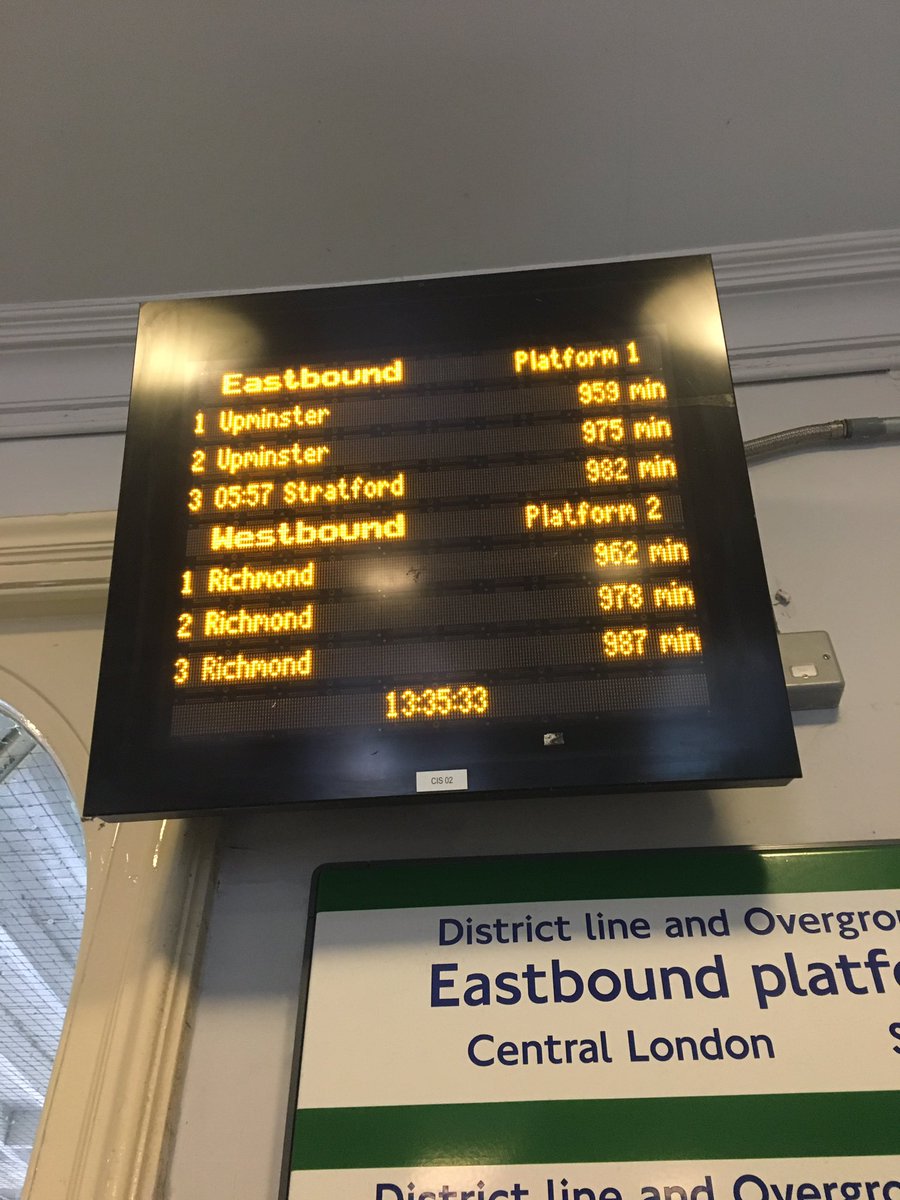 Eastbound Platform 1
1 Upminster 959 min
2 Upminster 975 min
3 05:57 Stratford 982 min
Westbound Platform 2
1 Richmond 962 min
2 Richmond 978 min
3 Richmond 987 min
13:35:33
CIS 02
District line and Overgro
Eastbound platf
Central London S
District line and Overgro